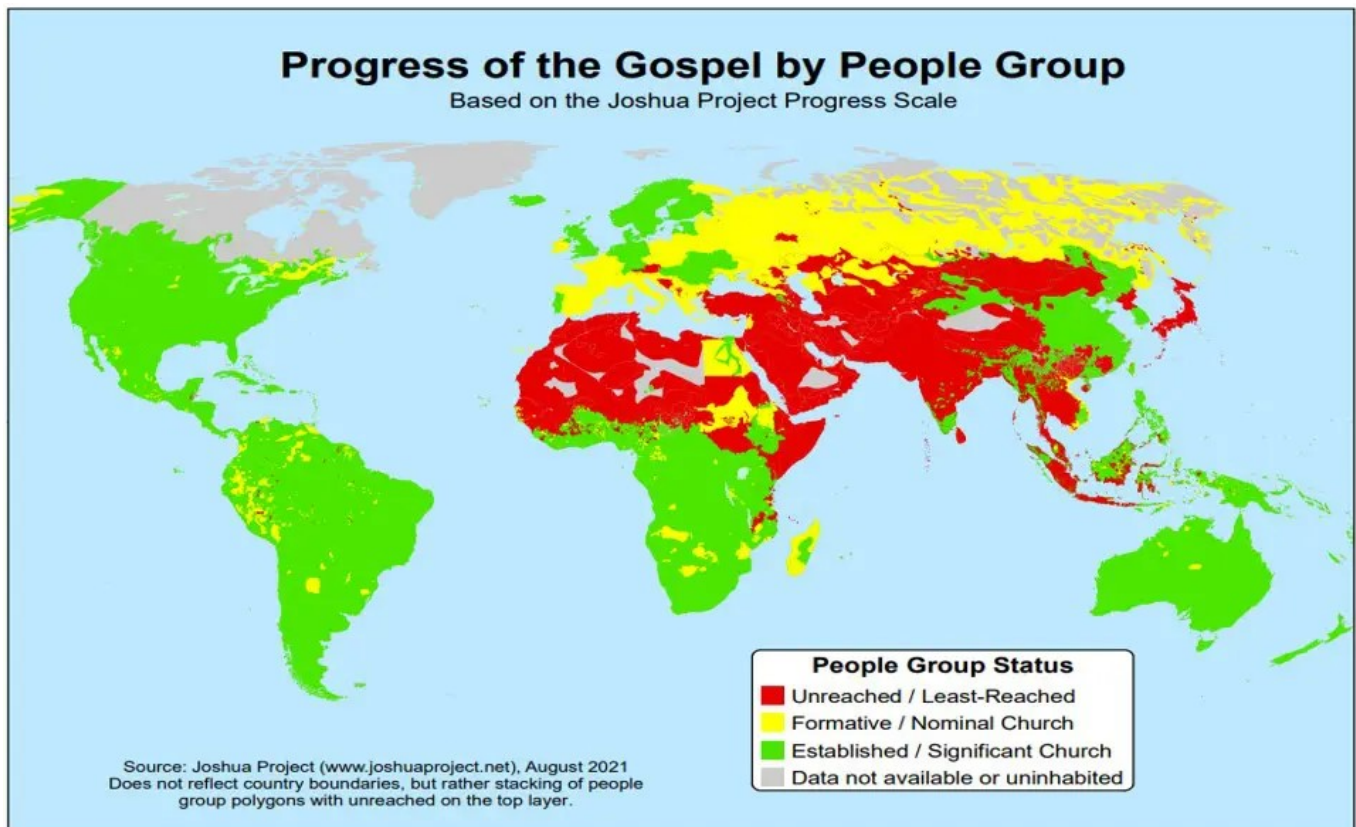 Progress of the Gospel by People Group
Based on the Joshua Project Progress Scale
People Group Status
Unreached / Least-Reached
Formative / Nominal Church
Established / Significant Church
Data not available or uninhabited
Source: Joshua Project (www.joshuaproject.net), August 2021
Does not reflect country boundaries, but rather stacking of people
group polygons with unreached on the top layer.